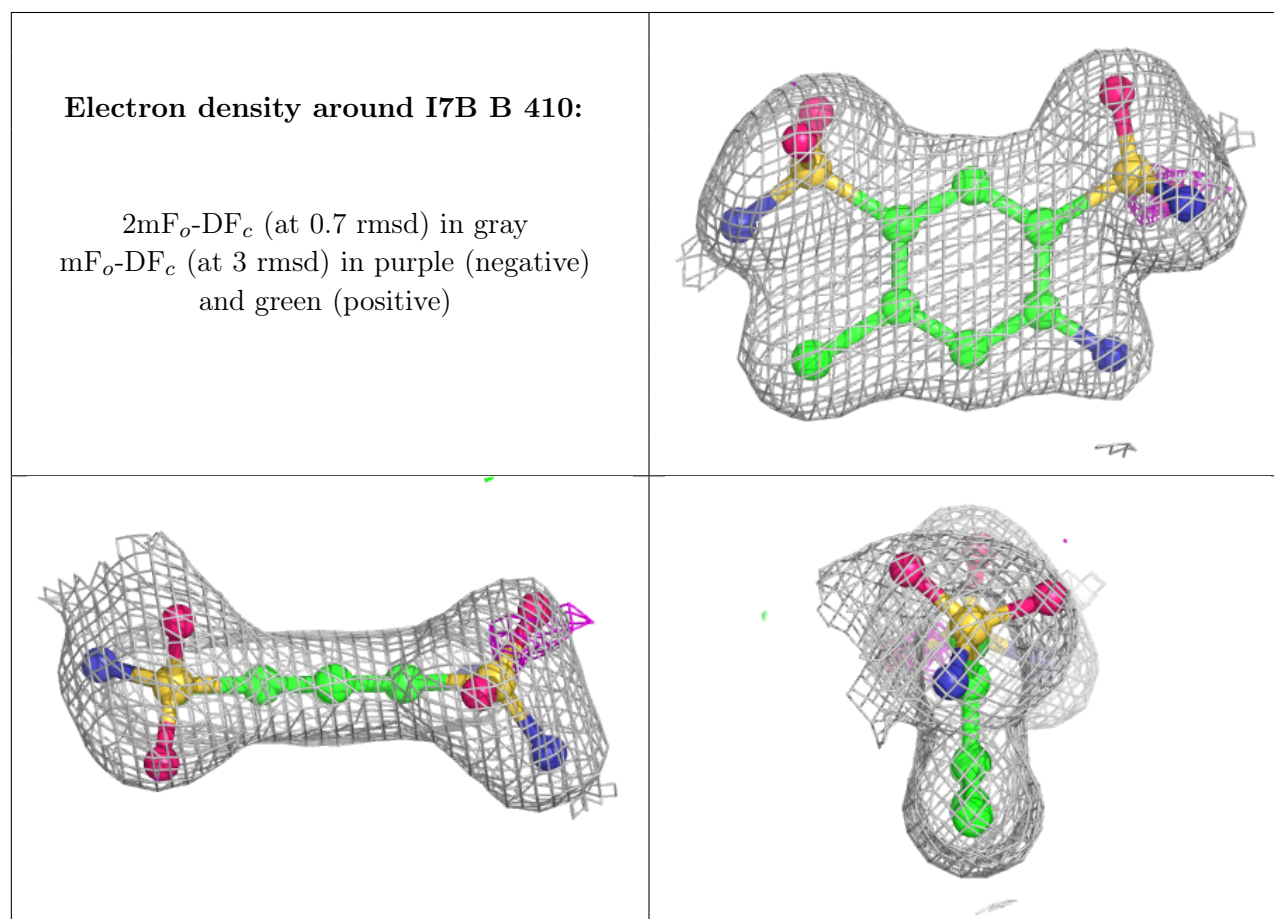 Electron density around I7B B 410:
2mFo-DFc (at 0.7 rmsd) in gray
mFo-DFc (at 3 rmsd) in purple (negative)
and green (positive)